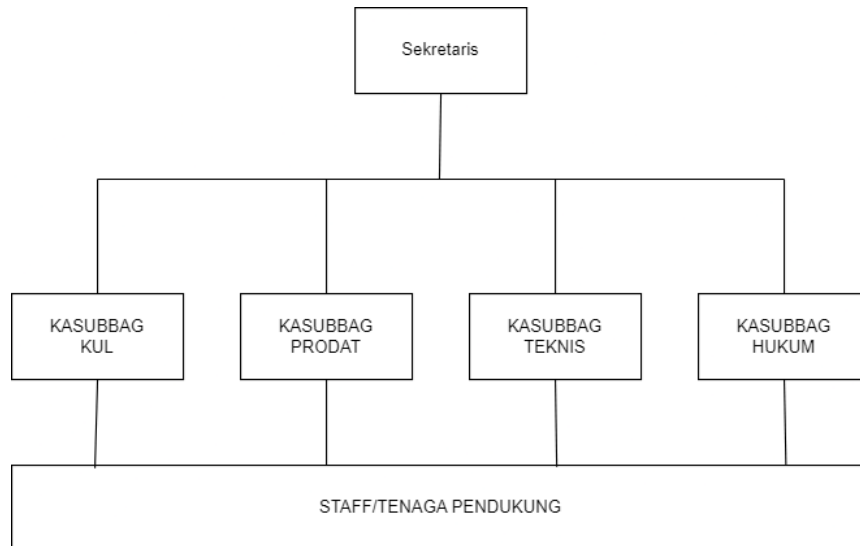 Sekretaris
KASUBBAG
KUL
KASUBBAG
PRODAT
KASUBBAG
TEKNIS
KASUBBAG
HUKUM
STAFF/TENAGA PENDUKUNG